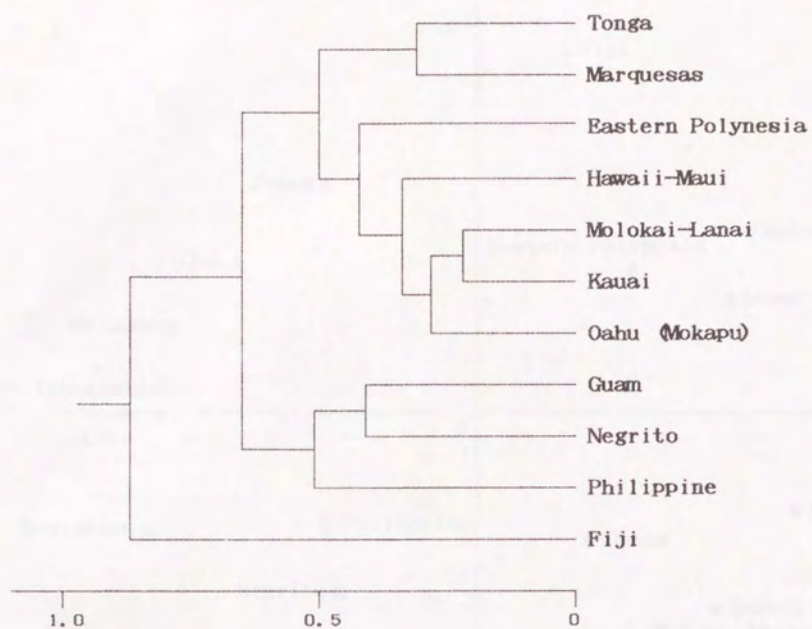 Tonga
Marquesas
Eastern Polynesia
Hawaii-Maui
Molokai-Lanai
Kauai
Oahu (Mokapu)
Guam
Negrito
Philippine
Fiji
1.0 0.5 0